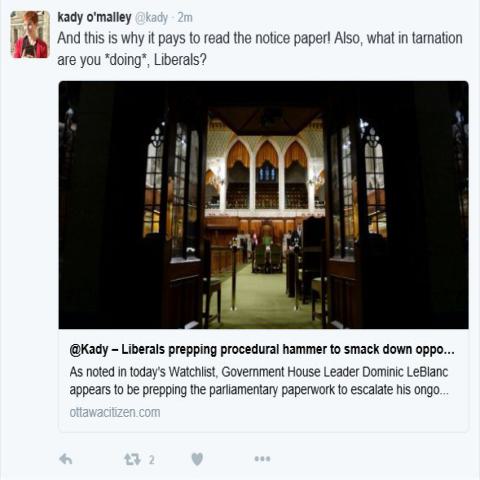 kady o'malley @kady · 2m
And this is why it pays to read the notice paper! Also, what in tarnation
are you *doing*, Liberals?
@Kady – Liberals prepping procedural hammer to smack down oppo...
As noted in today's Watchlist, Government House Leader Dominic LeBlanc
appears to be prepping the parliamentary paperwork to escalate his ongo...
ottawacitizen.com
2